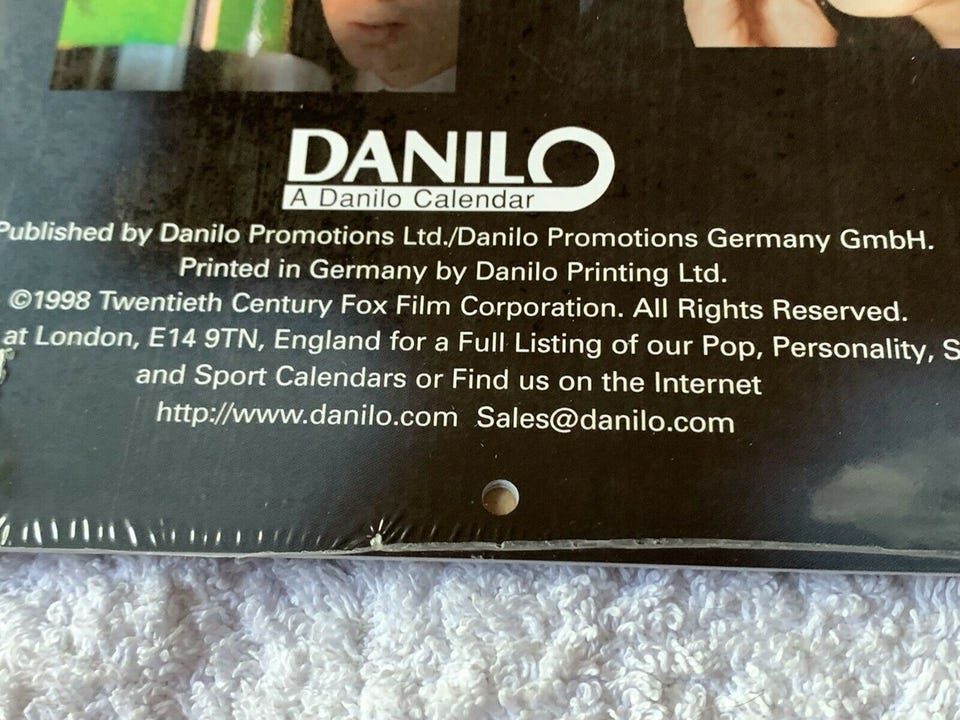 DANILO
A Danilo Calendar
Published by Danilo Promotions Ltd./Danilo Promotions Germany GmbH.
Printed in Germany by Danilo Printing Ltd.
©1998 Twentieth Century Fox Film Corporation. All Rights Reserved.
at London, E14 9TN, England for a Full Listing of our Pop, Personality, S
and Sport Calendars or Find us on the Internet
http://www.danilo.com Sales@danilo.com